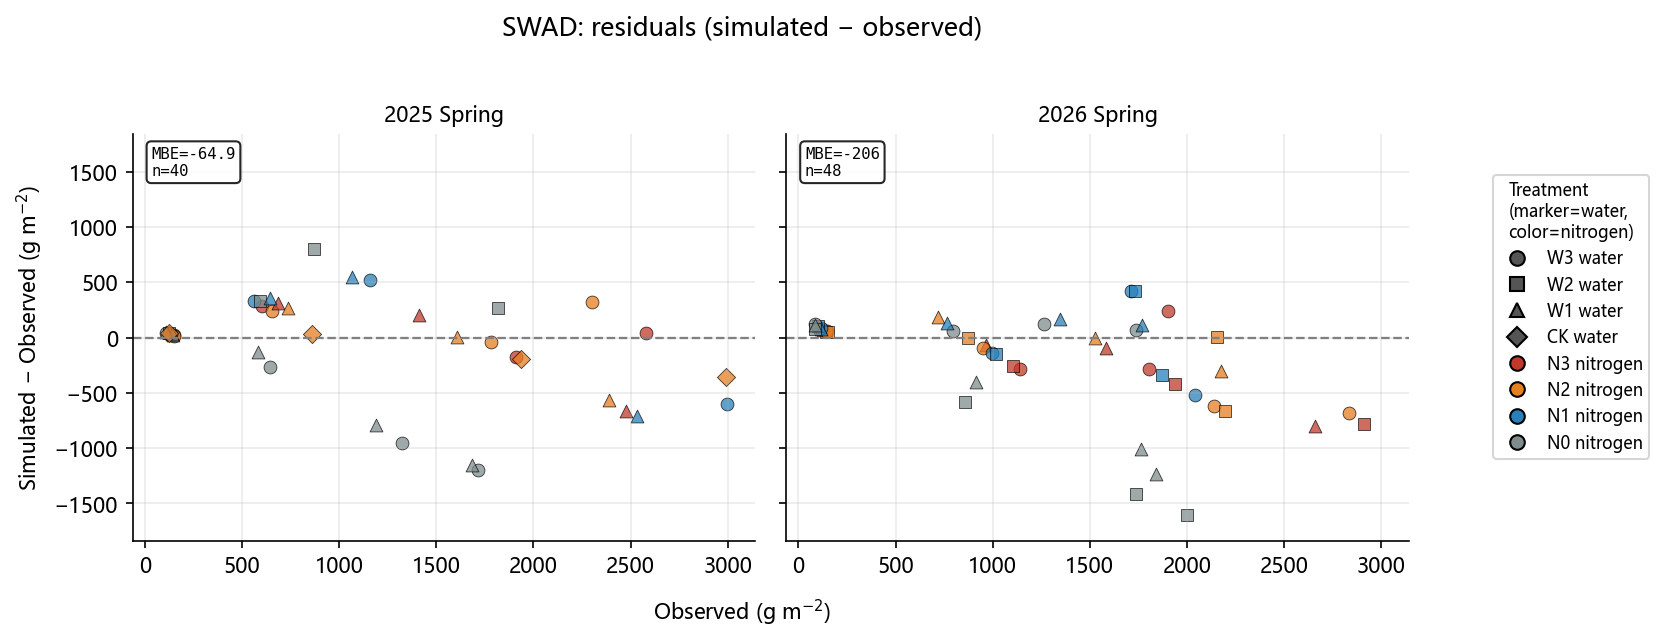 SWAD: residuals (simulated − observed)
2025 Spring
2026 Spring
MBE=-64.9
n=40
MBE=-206
n=48
Simulated − Observed (g m⁻²)
1500
1000
500
0
−500
−1000
−1500
0 500 1000 1500 2000 2500 3000
0 500 1000 1500 2000 2500 3000
Observed (g m⁻²)
Treatment
(marker=water,
color=nitrogen)
W3 water
W2 water
W1 water
CK water
N3 nitrogen
N2 nitrogen
N1 nitrogen
N0 nitrogen